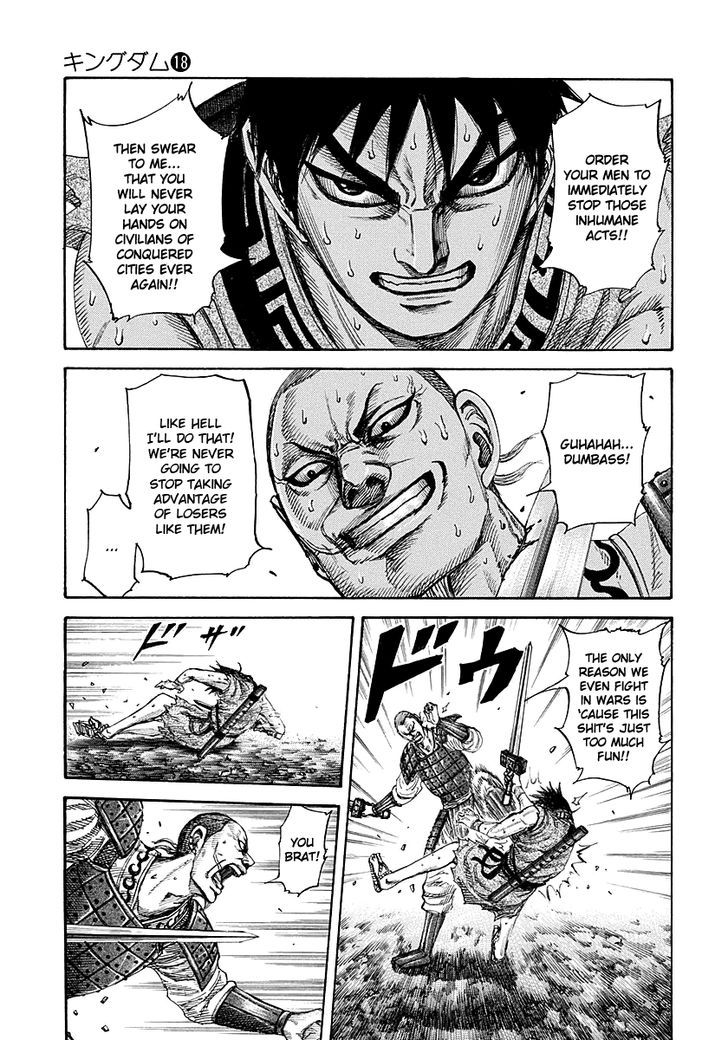 キングダム⓲
ORDER
YOUR MEN TO
IMMEDIATELY
STOP THOSE
INHUMANE
ACTS!!
THEN SWEAR
TO ME...
THAT YOU
WILL NEVER
LAY YOUR
HANDS ON
CIVILIANS OF
CONQUERED
CITIES EVER
AGAIN!!
GUHAHAH...
DUMBASS!
LIKE HELL
I'LL DO THAT!
WE'RE NEVER
GOING TO
STOP TAKING
ADVANTAGE
OF LOSERS
LIKE THEM!
...
THE ONLY
REASON WE
EVEN FIGHT
IN WARS IS
'CAUSE THIS
SHIT'S JUST
TOO MUCH
FUN!!
ドゥ
ドザ
YOU
BRAT!